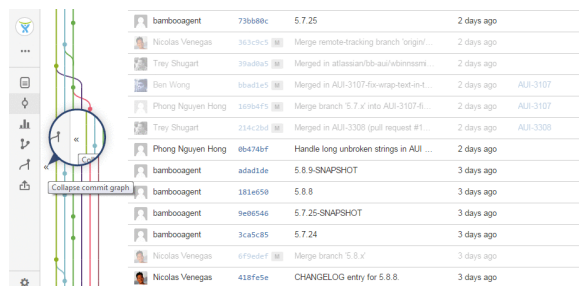 bambooagent 73bb80c 5.7.25 2 days ago
Nicolas Venegas 363c9c5 M Merge remote-tracking branch 'origin/... 2 days ago
Trey Shugart 39ad0a5 M Merged in atlassian/bb-aui/wbinnssmi... 2 days ago
Ben Wong bbad1e5 M Merged in AUI-3107-fix-wrap-text-in-t... 2 days ago AUI-3107
Phong Nguyen Hong 169b4f5 M Merge branch '5.7.x' into AUI-3107-fi... 2 days ago AUI-3107
Trey Shugart 214c2bd M Merged in AUI-3308 (pull request #1... 2 days ago AUI-3308
Phong Nguyen Hong 0b474bf Handle long unbroken strings in AUI ... 2 days ago
Coll
bambooagent adad1de 5.8.9-SNAPSHOT 3 days ago
Collapse commit graph
bambooagent 181e650 5.8.8 3 days ago
bambooagent 9e06546 5.7.25-SNAPSHOT 3 days ago
bambooagent 3ca5c85 5.7.24 3 days ago
Nicolas Venegas 6f9edef M Merge branch '5.8.x' 3 days ago
Nicolas Venegas 418fe5e CHANGELOG entry for 5.8.8. 3 days ago